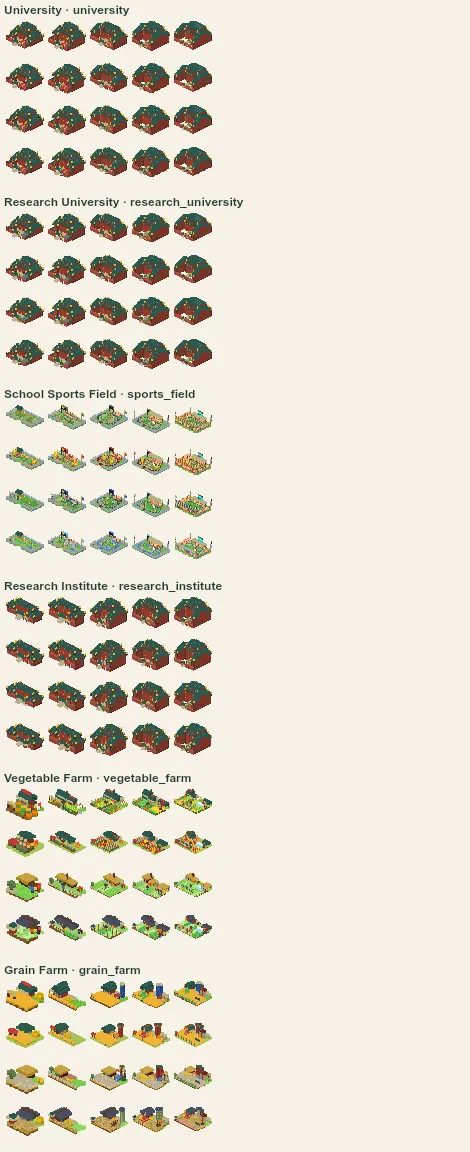 University · university
Research University · research_university
School Sports Field · sports_field
Research Institute · research_institute
Vegetable Farm · vegetable_farm
Grain Farm · grain_farm